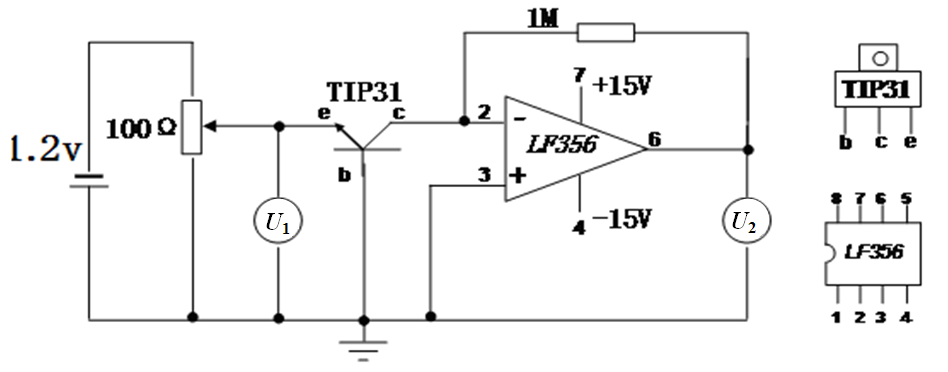 1M
TIP31
e
c
b
100Ω
1.2v
U1
2
-
3
+
7
+15V
LF356
6
4
-15V
U2
TIP31
b c e
8 7 6 5
LF356
1 2 3 4